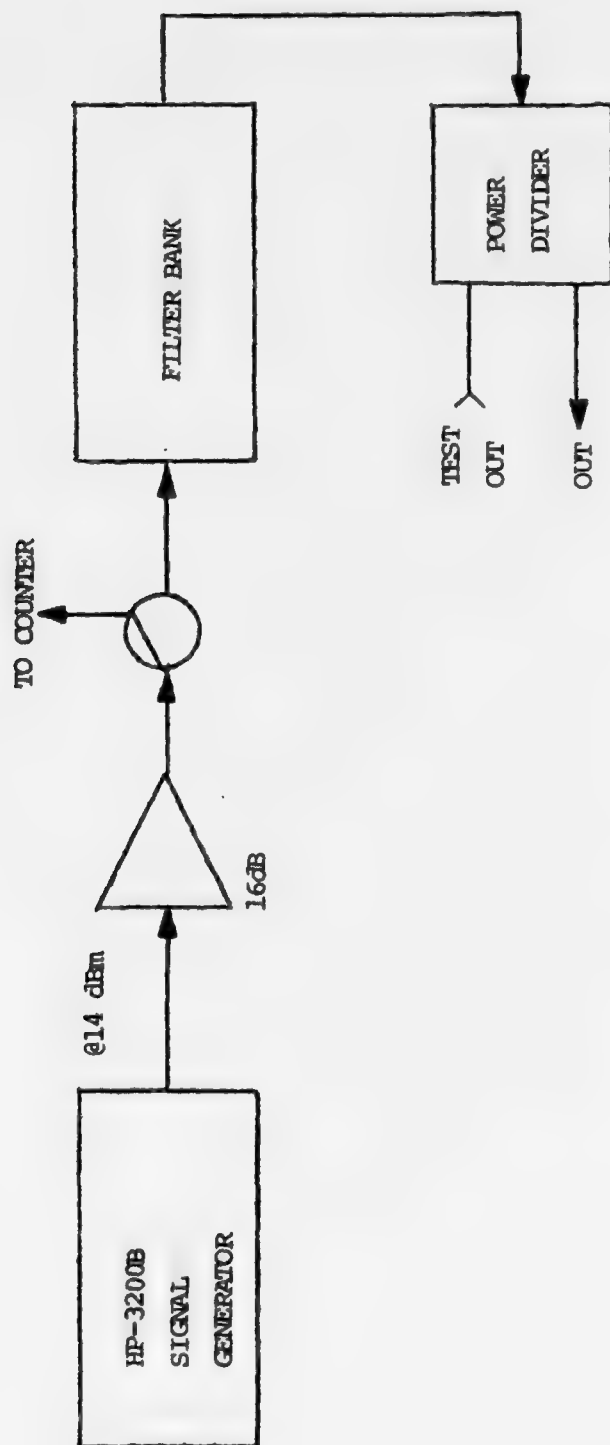 HP-3200B
SIGNAL
GENERATOR
@14 dBm
16dB
TO COUNTER
FILTER BANK
POWER
DIVIDER
TEST
OUT
OUT